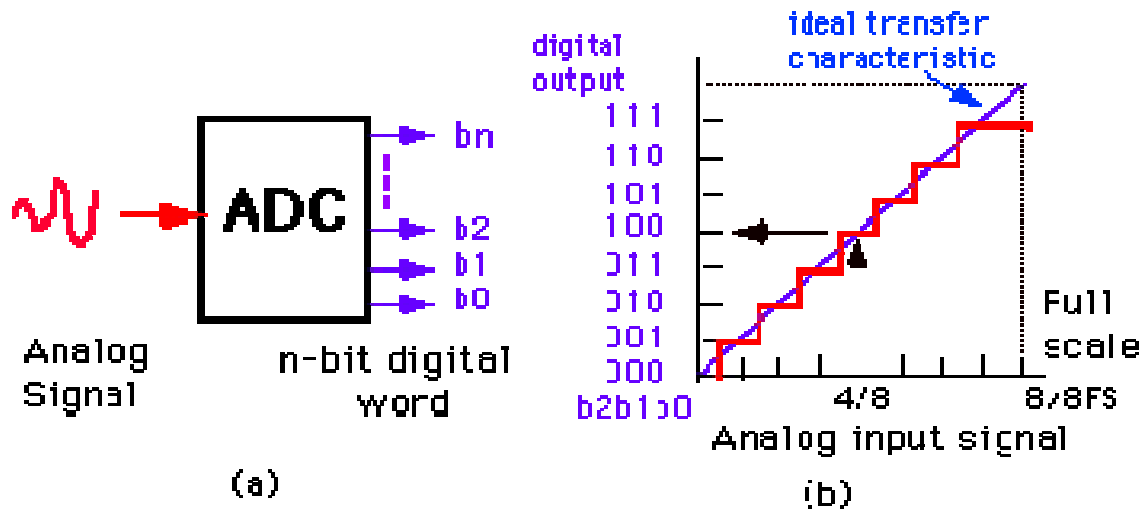 ADC
bn
b2
b1
b0
Analog
Signal
n-bit digital
word
(a)
digital
output
ideal transfer
characteristic
111
110
101
100
011
010
001
000
b2b1b0
4/8
8/8FS
Full
scale
Analog input signal
(b)